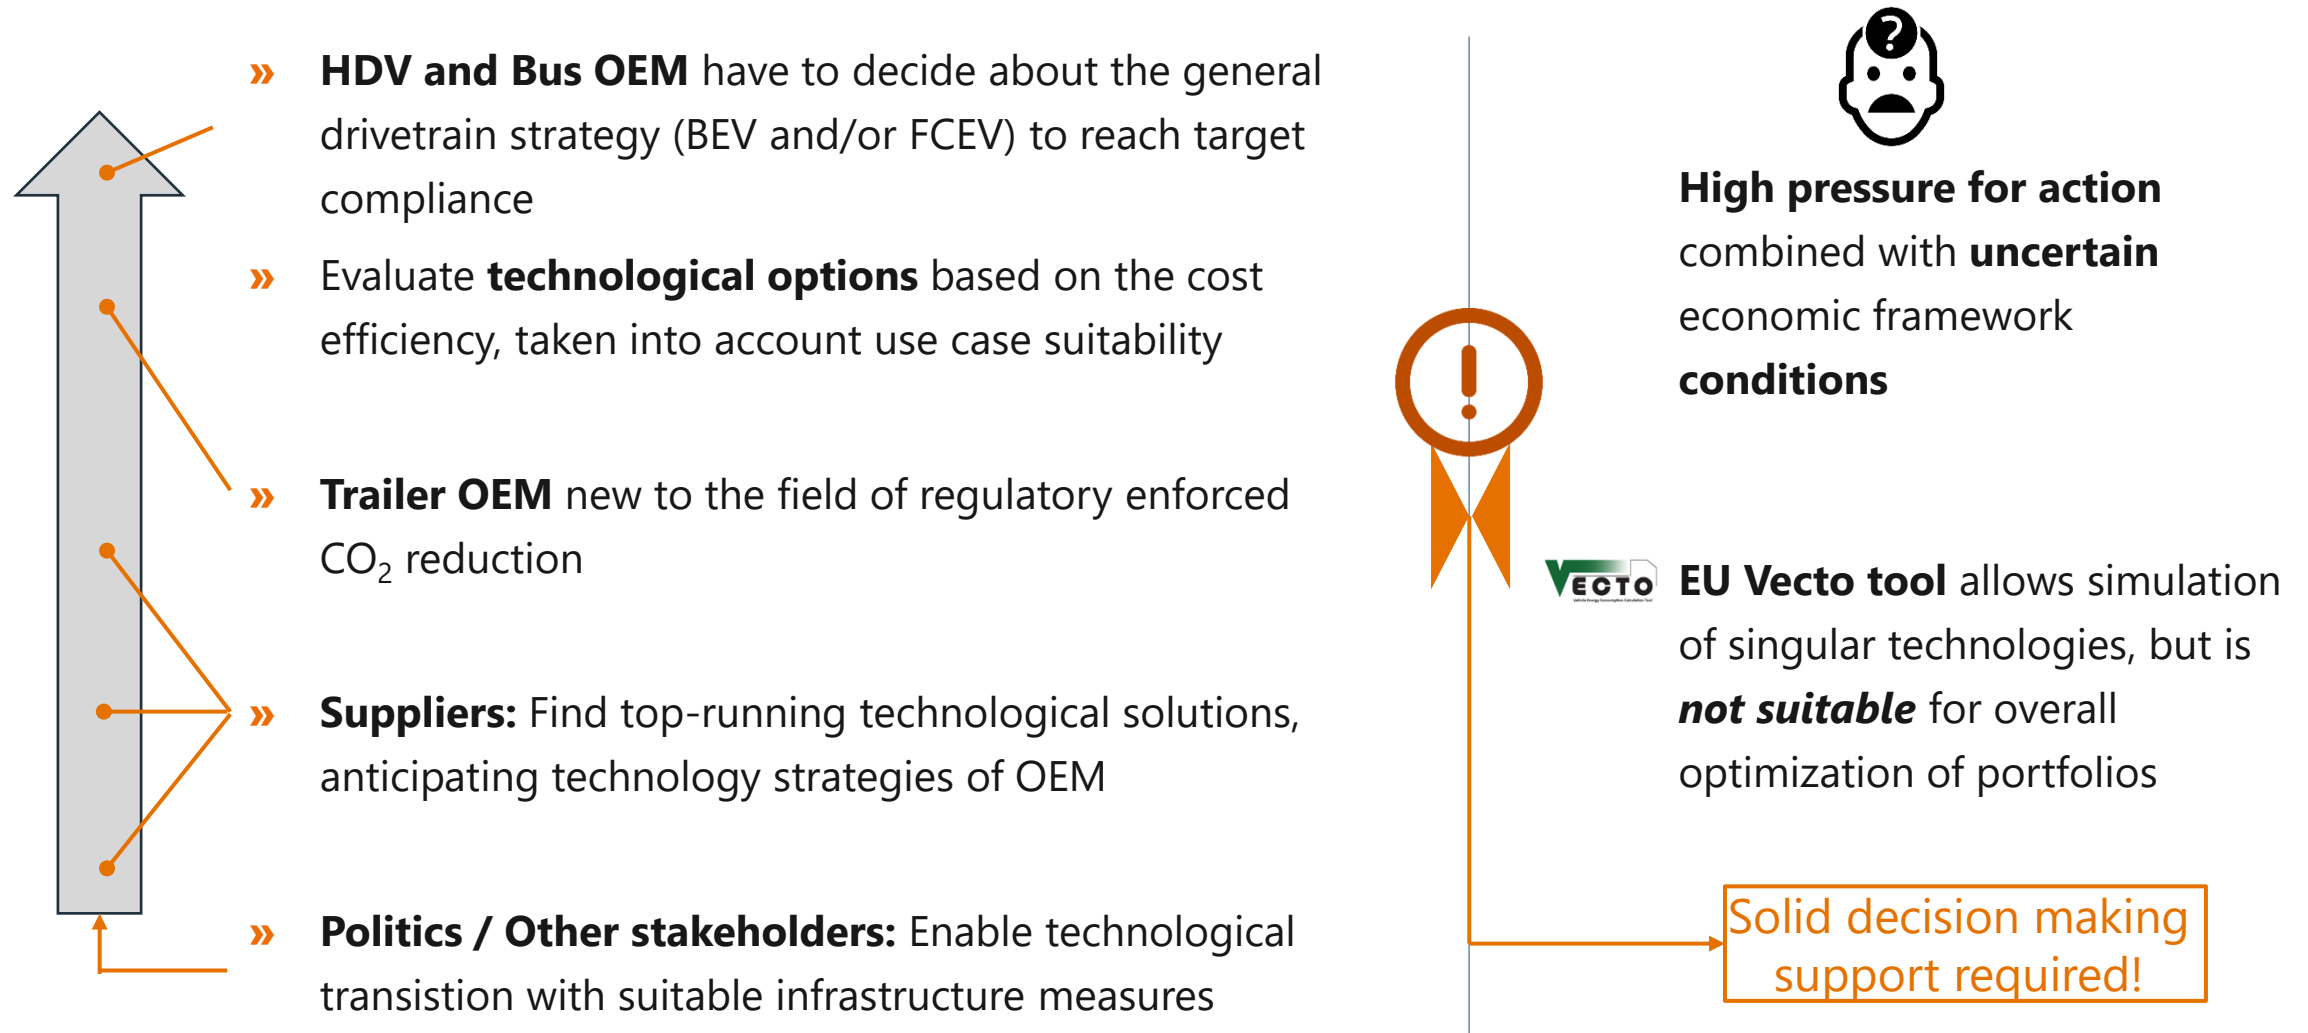 » HDV and Bus OEM have to decide about the general
drivetrain strategy (BEV and/or FCEV) to reach target
compliance
» Evaluate technological options based on the cost
efficiency, taken into account use case suitability
» Trailer OEM new to the field of regulatory enforced
CO₂ reduction
» Suppliers: Find top-running technological solutions,
anticipating technology strategies of OEM
» Politics / Other stakeholders: Enable technological
transistion with suitable infrastructure measures
?
High pressure for action
combined with uncertain
economic framework
conditions
!
VECTO
Vehicle Energy Consumption Calculation Tool
EU Vecto tool allows simulation
of singular technologies, but is
not suitable for overall
optimization of portfolios
Solid decision making
support required!